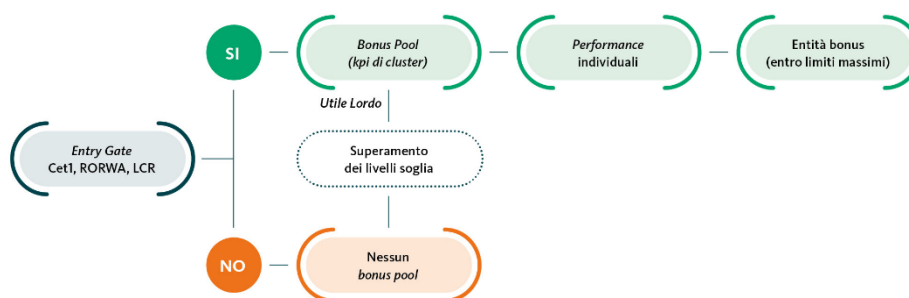 SI
Bonus Pool
(kpi di cluster)
Performance
individuali
Entità bonus
(entro limiti massimi)
Utile Lordo
Entry Gate
Cet1, RORWA, LCR
Superamento
dei livelli soglia
NO
Nessun
bonus pool